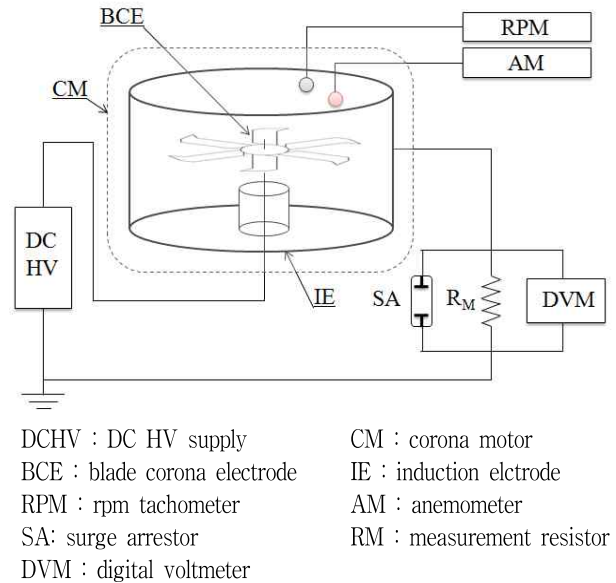 BCE
RPM
AM
CM
DC
HV
IE
SA
RM
DVM
DCHV : DC HV supply
CM : corona motor
BCE : blade corona electrode
IE : induction elctrode
RPM : rpm tachometer
AM : anemometer
SA: surge arrestor
RM : measurement resistor
DVM : digital voltmeter